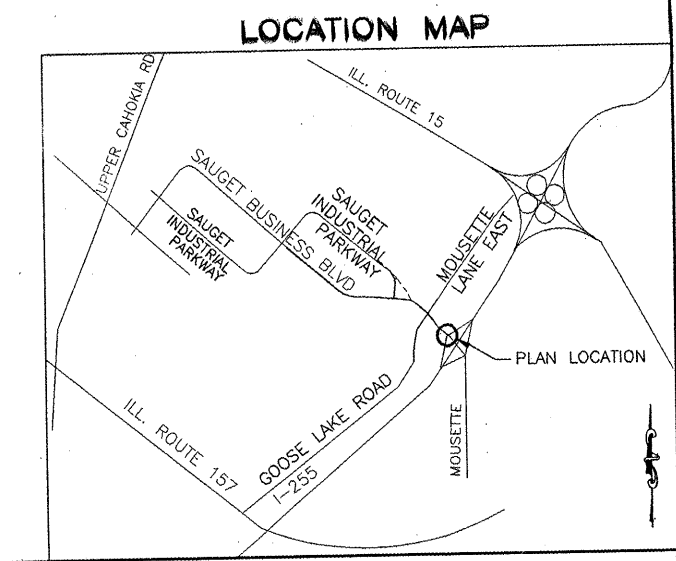 LOCATION MAP
UPPER CAHOKIA RD
ILL. ROUTE 15
SAUGET BUSINESS BLVD
SAUGET
INDUSTRIAL
PARKWAY
SAUGET
INDUSTRIAL
PARKWAY
MOUSETTE
LANE EAST
PLAN LOCATION
GOOSE LAKE ROAD
I-255
ILL. ROUTE 157
MOUSETTE